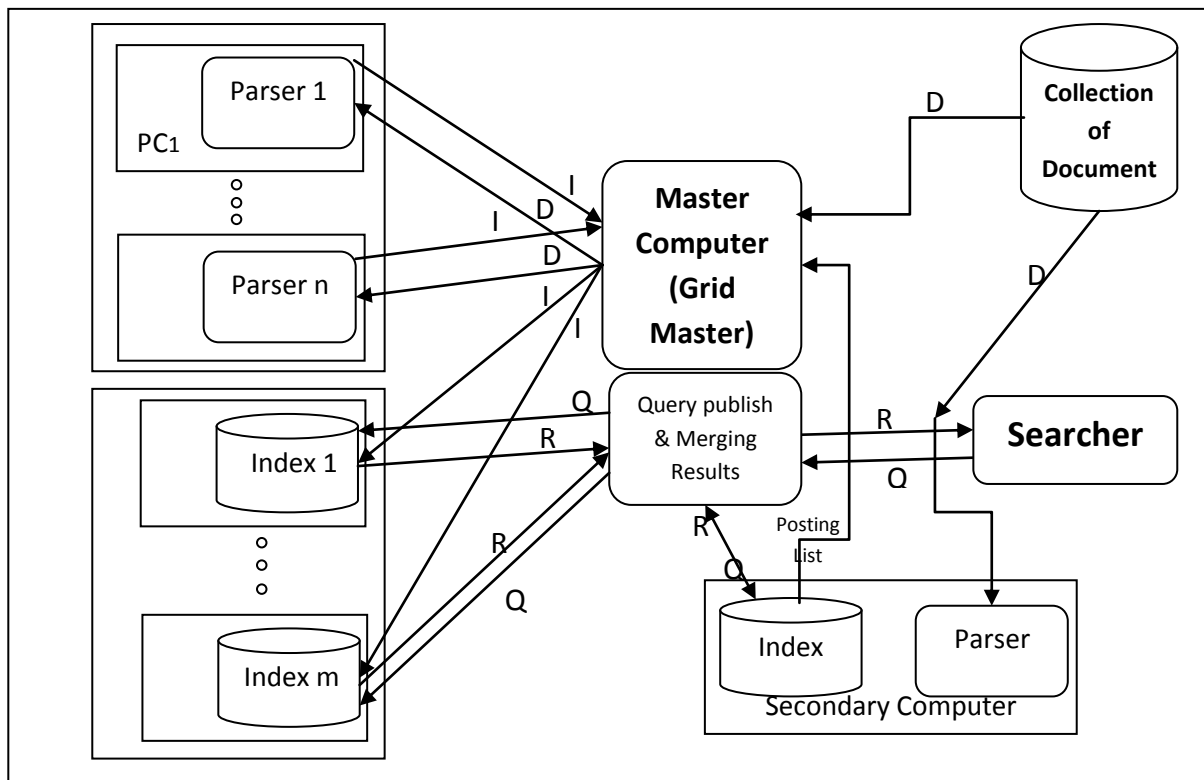 Parser 1
PC1
Parser n
I
D
I
D
I
I
Master
Computer
(Grid
Master)
D
Collection
of
Document
D
Index 1
Q
R
Query publish
& Merging
Results
R
Q
Searcher
Index m
R
Q
R
Q
Posting
List
Index
Parser
Secondary Computer